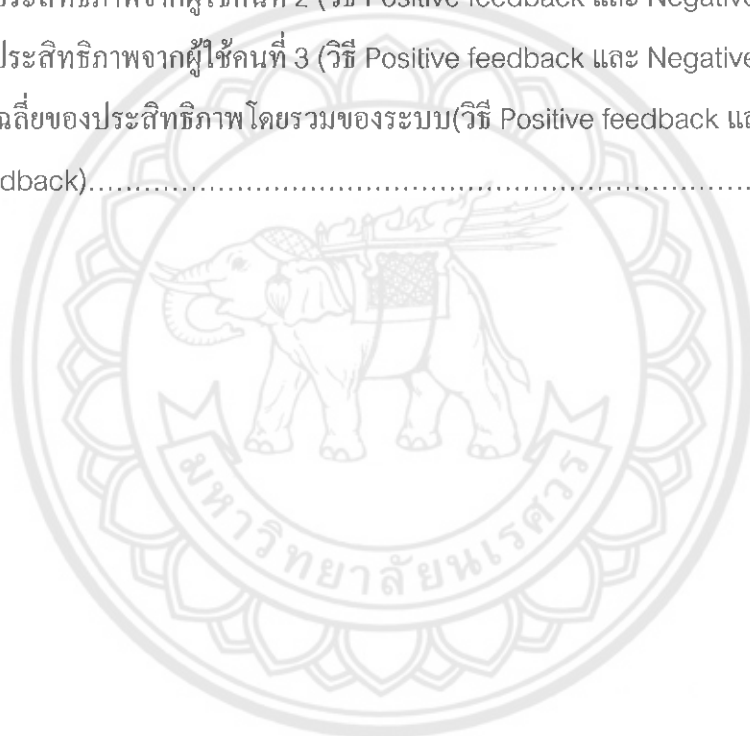 ประสิทธิภาพจากผู้ใช้คนที่ 2 (วิธี Positive feedback และ Negative
ประสิทธิภาพจากผู้ใช้คนที่ 3 (วิธี Positive feedback และ Negative
ฉลี่ยของประสิทธิภาพโดยรวมของระบบ(วิธี Positive feedback แล
dback)......................................................................
มหาวิทยาลัยนเรศวร